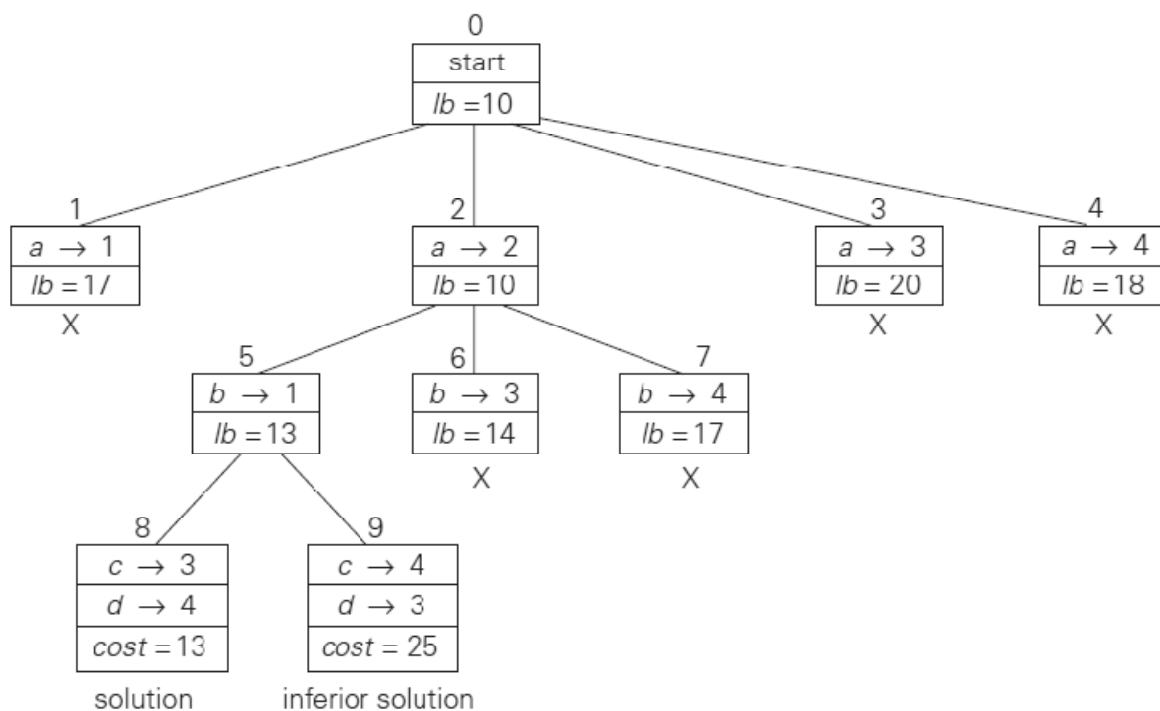 0
start
lb = 10
1
2
3
4
a → 1
a → 2
a → 3
a → 4
lb = 17
lb = 10
lb = 20
lb = 18
X
X
X
5
6
7
b → 1
b → 3
b → 4
lb = 13
lb = 14
lb = 17
X
X
8
9
c → 3
c → 4
d → 4
d → 3
cost = 13
cost = 25
solution
inferior solution